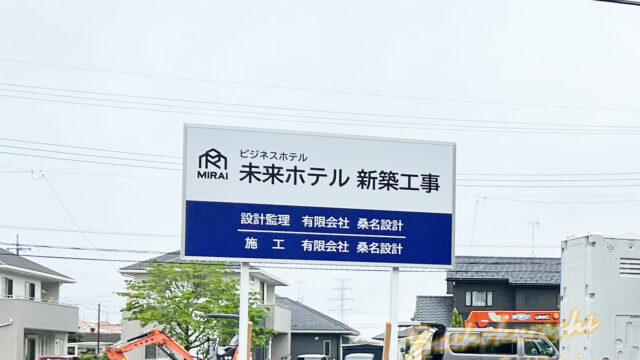 ビジネスホテル
MIRAI
未来ホテル 新築工事
設計監理 有限会社 桑名設計
施 工 有限会社 桑名設計
UNIC